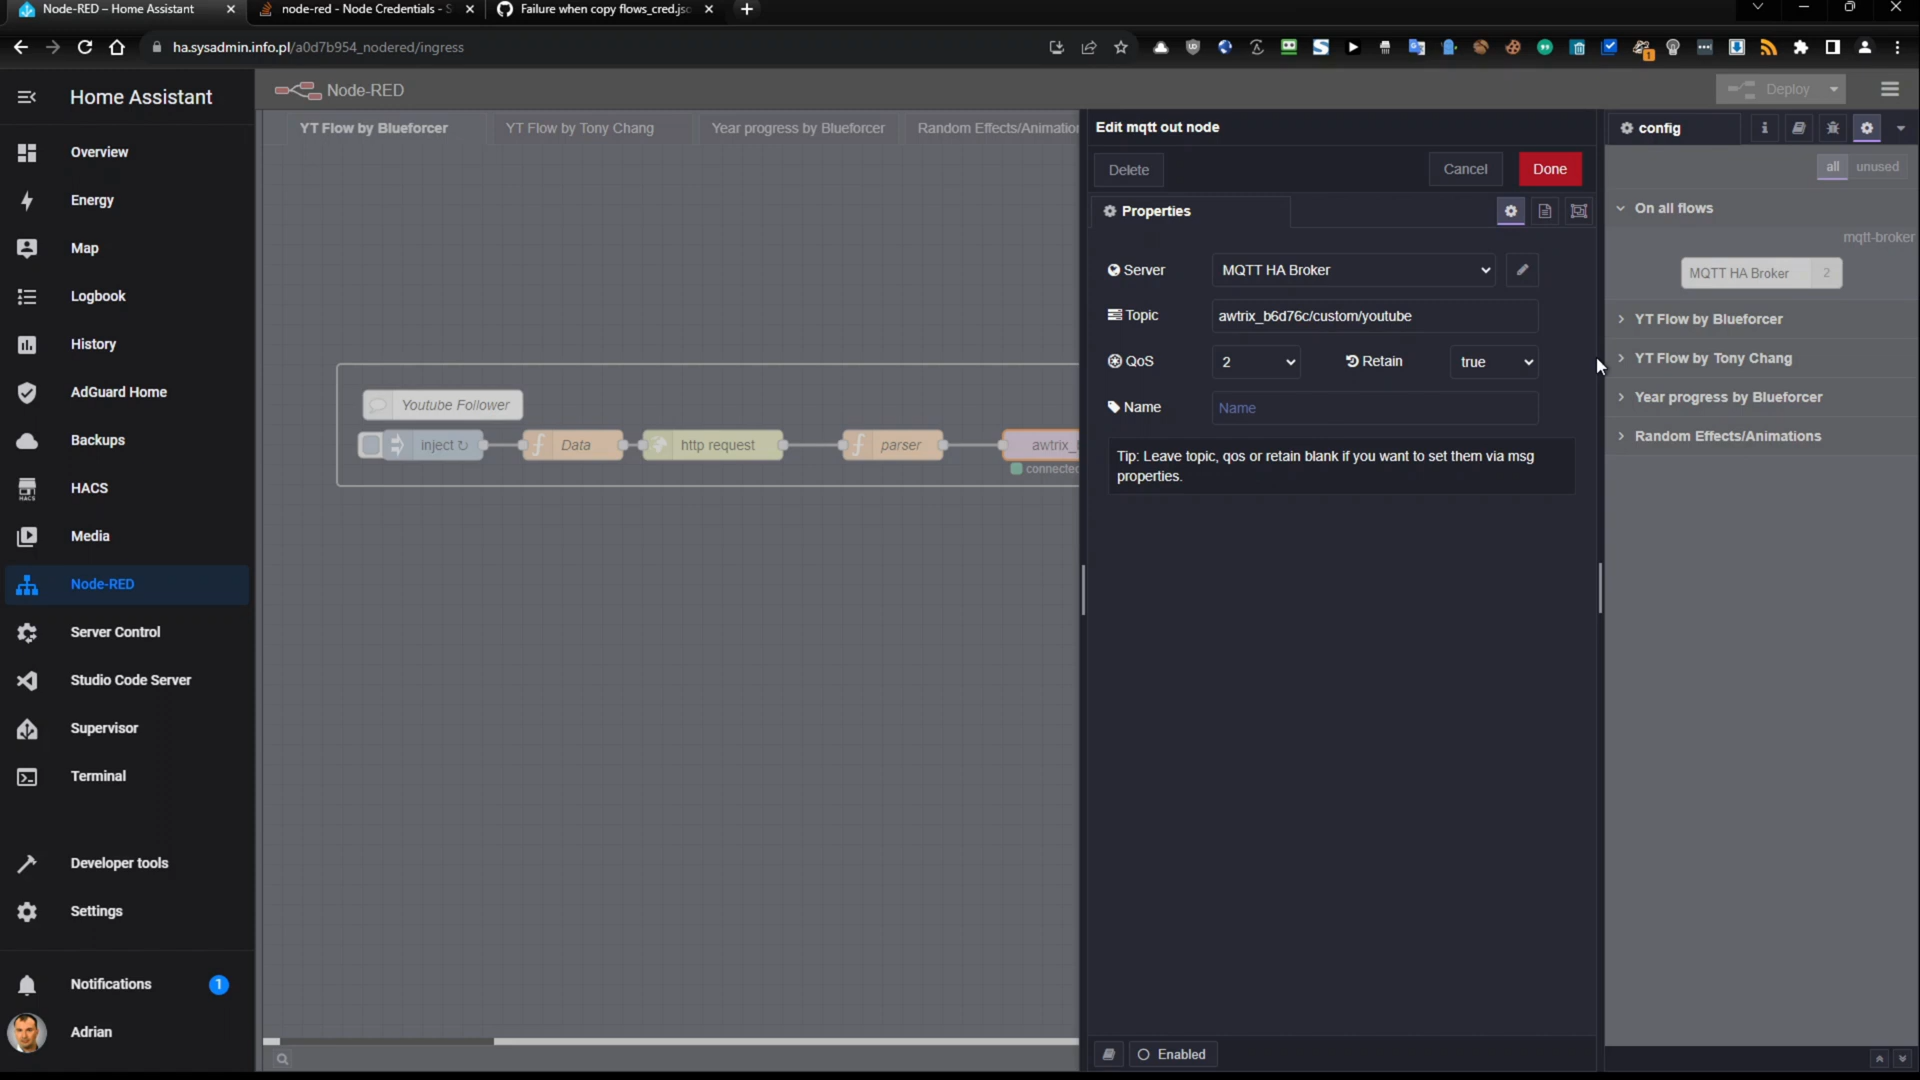 Node-RED – Home Assistant
node-red - Node Credentials - S
Failure when copy flows_cred.js
ha.sysadmin.info.pl/a0d7b954_nodered/ingress
1
Home Assistant
Node-RED
Deploy
Overview
Energy
Map
Logbook
History
AdGuard Home
Backups
HACS
HACS
Media
Node-RED
Server Control
Studio Code Server
Supervisor
Terminal
Developer tools
Settings
Notifications
1
Adrian
YT Flow by Blueforcer
YT Flow by Tony Chang
Year progress by Blueforcer
Random Effects/Animation
Youtube Follower
inject ↻
Data
http request
parser
awtrix_
connected
Edit mqtt out node
Delete
Cancel
Done
Properties
Server
MQTT HA Broker
Topic
awtrix_b6d76c/custom/youtube
QoS
2
Retain
true
Name
Name
Tip: Leave topic, qos or retain blank if you want to set them via msg
properties.
Enabled
config
all
unused
On all flows
mqtt-broker
MQTT HA Broker
2
YT Flow by Blueforcer
YT Flow by Tony Chang
Year progress by Blueforcer
Random Effects/Animations